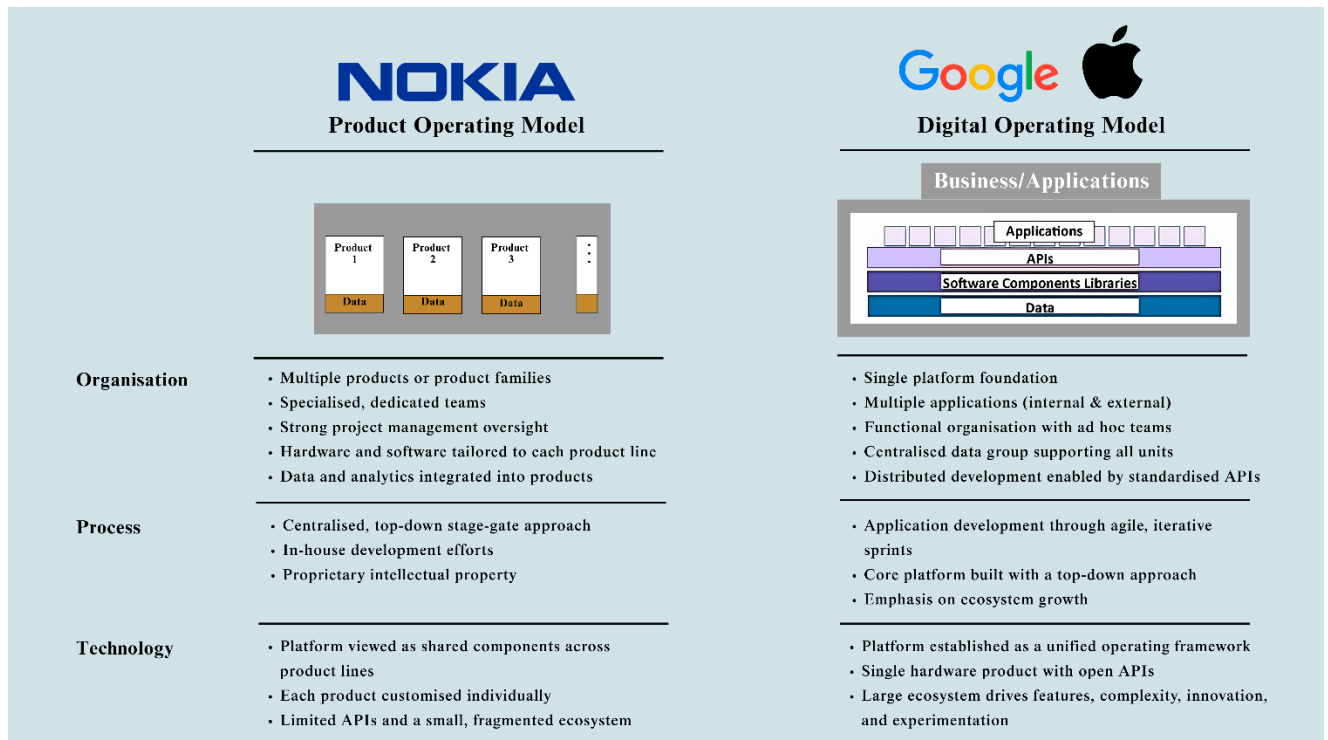 NOKIA
Product Operating Model
Google
Digital Operating Model
Product
1
Data
Product
2
Data
Product
3
Data
Business/Applications
Applications
APIs
Software Components Libraries
Data
Organisation
• Multiple products or product families
• Specialised, dedicated teams
• Strong project management oversight
• Hardware and software tailored to each product line
• Data and analytics integrated into products
• Single platform foundation
• Multiple applications (internal & external)
• Functional organisation with ad hoc teams
• Centralised data group supporting all units
• Distributed development enabled by standardised APIs
Process
• Centralised, top-down stage-gate approach
• In-house development efforts
• Proprietary intellectual property
• Application development through agile, iterative
sprints
• Core platform built with a top-down approach
• Emphasis on ecosystem growth
Technology
• Platform viewed as shared components across
product lines
• Each product customised individually
• Limited APIs and a small, fragmented ecosystem
• Platform established as a unified operating framework
• Single hardware product with open APIs
• Large ecosystem drives features, complexity, innovation,
and experimentation